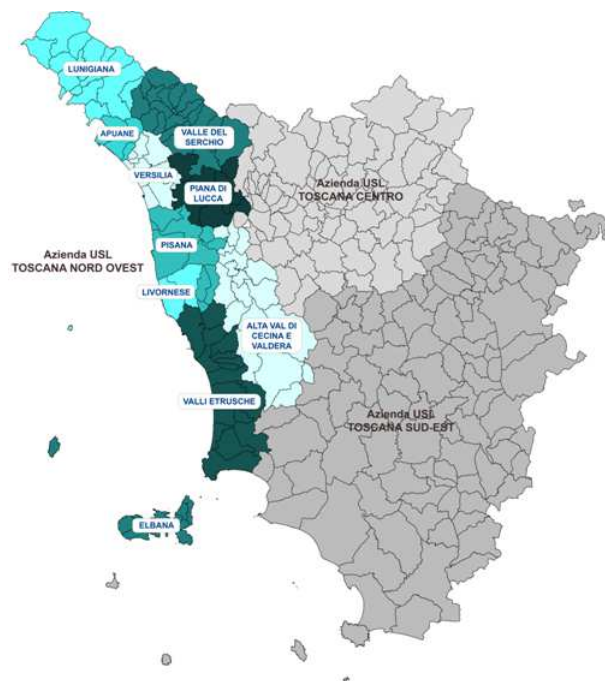 LUNIGIANA
APUANE
VALLE DEL
SERCHIO
VERSILIA
PIANA DI
LUCCA
Azienda USL
TOSCANA CENTRO
PISANA
Azienda USL
TOSCANA NORD OVEST
LIVORNESE
ALTA VAL DI
CECINA E
VALDERA
VALLI ETRUSCHE
Azienda USL
TOSCANA SUD-EST
ELBANA